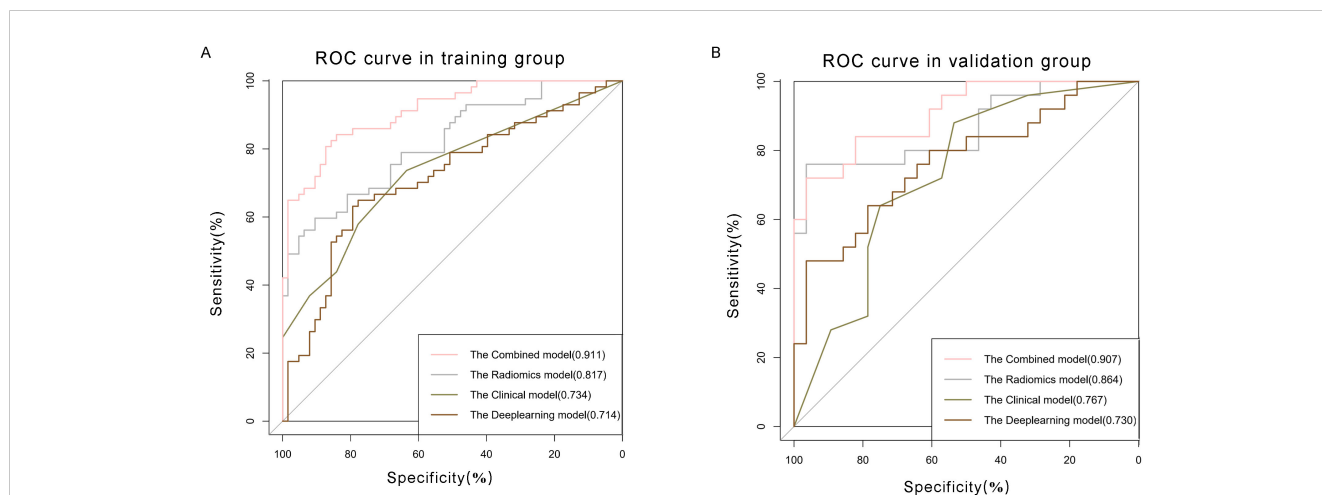 A
ROC curve in training group
100
80
60
40
20
0
Sensitivity(%)
The Combined model(0.911)
The Radiomics model(0.817)
The Clinical model(0.734)
The Deeplearning model(0.714)
100
80
60
40
20
0
Specificity(%)
B
ROC curve in validation group
100
80
60
40
20
0
Sensitivity(%)
The Combined model(0.907)
The Radiomics model(0.864)
The Clinical model(0.767)
The Deeplearning model(0.730)
100
80
60
40
20
0
Specificity(%)